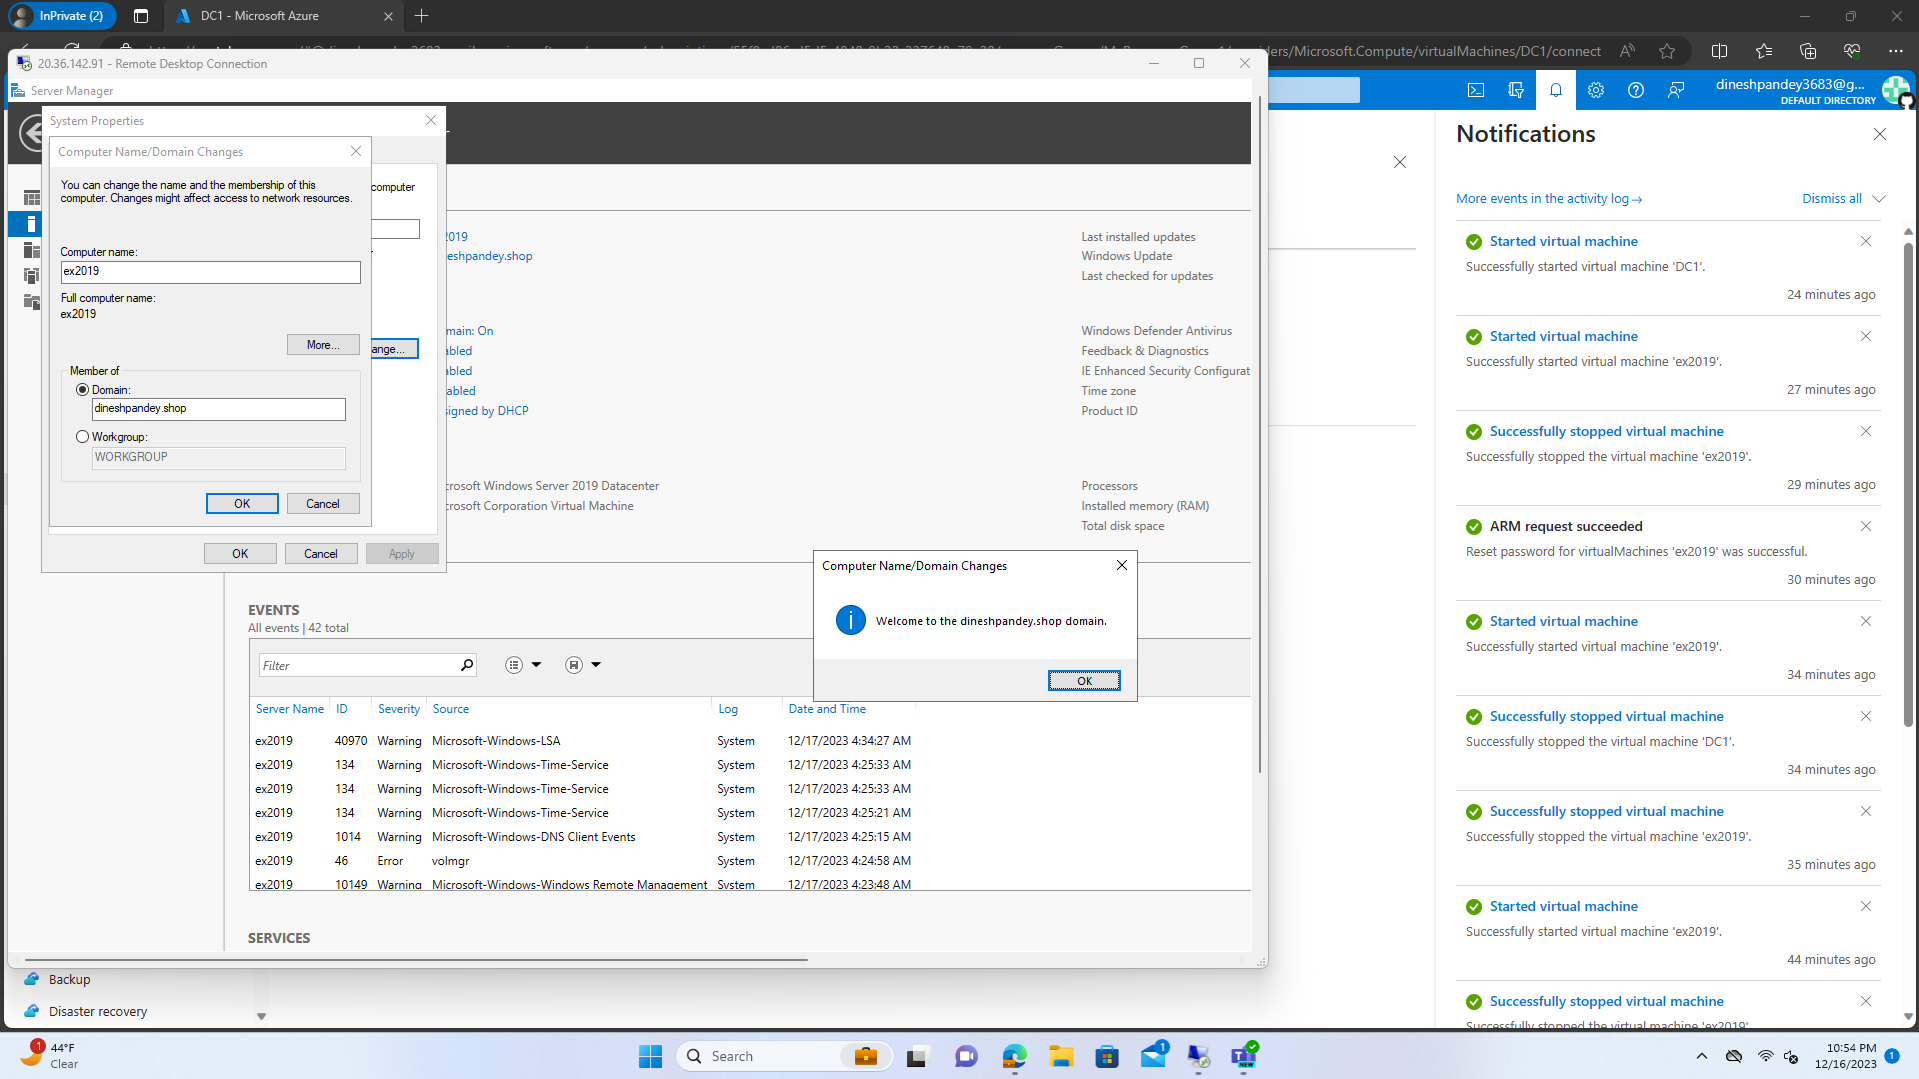 InPrivate (2)
DC1 - Microsoft Azure
/iders/Microsoft.Compute/virtualMachines/DC1/connect
20.36.142.91 - Remote Desktop Connection
Server Manager
dineshpandey3683@g...
DEFAULT DIRECTORY
System Properties
Computer Name/Domain Changes
You can change the name and the membership of this
computer. Changes might affect access to network resources.
computer
Computer name:
ex2019
Full computer name:
ex2019
More...
ange...
Member of
Domain:
dineshpandey.shop
Workgroup:
WORKGROUP
OK
Cancel
OK
Cancel
Apply
2019
eshpandey.shop
main: On
abled
abled
abled
signed by DHCP
crosoft Windows Server 2019 Datacenter
crosoft Corporation Virtual Machine
Last installed updates
Windows Update
Last checked for updates
Windows Defender Antivirus
Feedback & Diagnostics
IE Enhanced Security Configurat
Time zone
Product ID
Processors
Installed memory (RAM)
Total disk space
Computer Name/Domain Changes
Welcome to the dineshpandey.shop domain.
OK
EVENTS
All events | 42 total
Filter
Server Name ID Severity Source Log Date and Time
ex2019 40970 Warning Microsoft-Windows-LSA System 12/17/2023 4:34:27 AM
ex2019 134 Warning Microsoft-Windows-Time-Service System 12/17/2023 4:25:33 AM
ex2019 134 Warning Microsoft-Windows-Time-Service System 12/17/2023 4:25:33 AM
ex2019 134 Warning Microsoft-Windows-Time-Service System 12/17/2023 4:25:21 AM
ex2019 1014 Warning Microsoft-Windows-DNS Client Events System 12/17/2023 4:25:15 AM
ex2019 46 Error volmgr System 12/17/2023 4:24:58 AM
ex2019 10149 Warning Microsoft-Windows-Windows Remote Management System 12/17/2023 4:23:48 AM
SERVICES
Backup
Disaster recovery
Notifications
More events in the activity log→
Dismiss all
Started virtual machine
Successfully started virtual machine 'DC1'.
24 minutes ago
Started virtual machine
Successfully started virtual machine 'ex2019'.
27 minutes ago
Successfully stopped virtual machine
Successfully stopped the virtual machine 'ex2019'.
29 minutes ago
ARM request succeeded
Reset password for virtualMachines 'ex2019' was successful.
30 minutes ago
Started virtual machine
Successfully started virtual machine 'ex2019'.
34 minutes ago
Successfully stopped virtual machine
Successfully stopped the virtual machine 'DC1'.
34 minutes ago
Successfully stopped virtual machine
Successfully stopped the virtual machine 'ex2019'.
35 minutes ago
Started virtual machine
Successfully started virtual machine 'ex2019'.
44 minutes ago
Successfully stopped virtual machine
Successfully stopped the virtual machine 'ex2019'.
1
44°F
Clear
Search
1
NEW
10:54 PM
12/16/2023
1